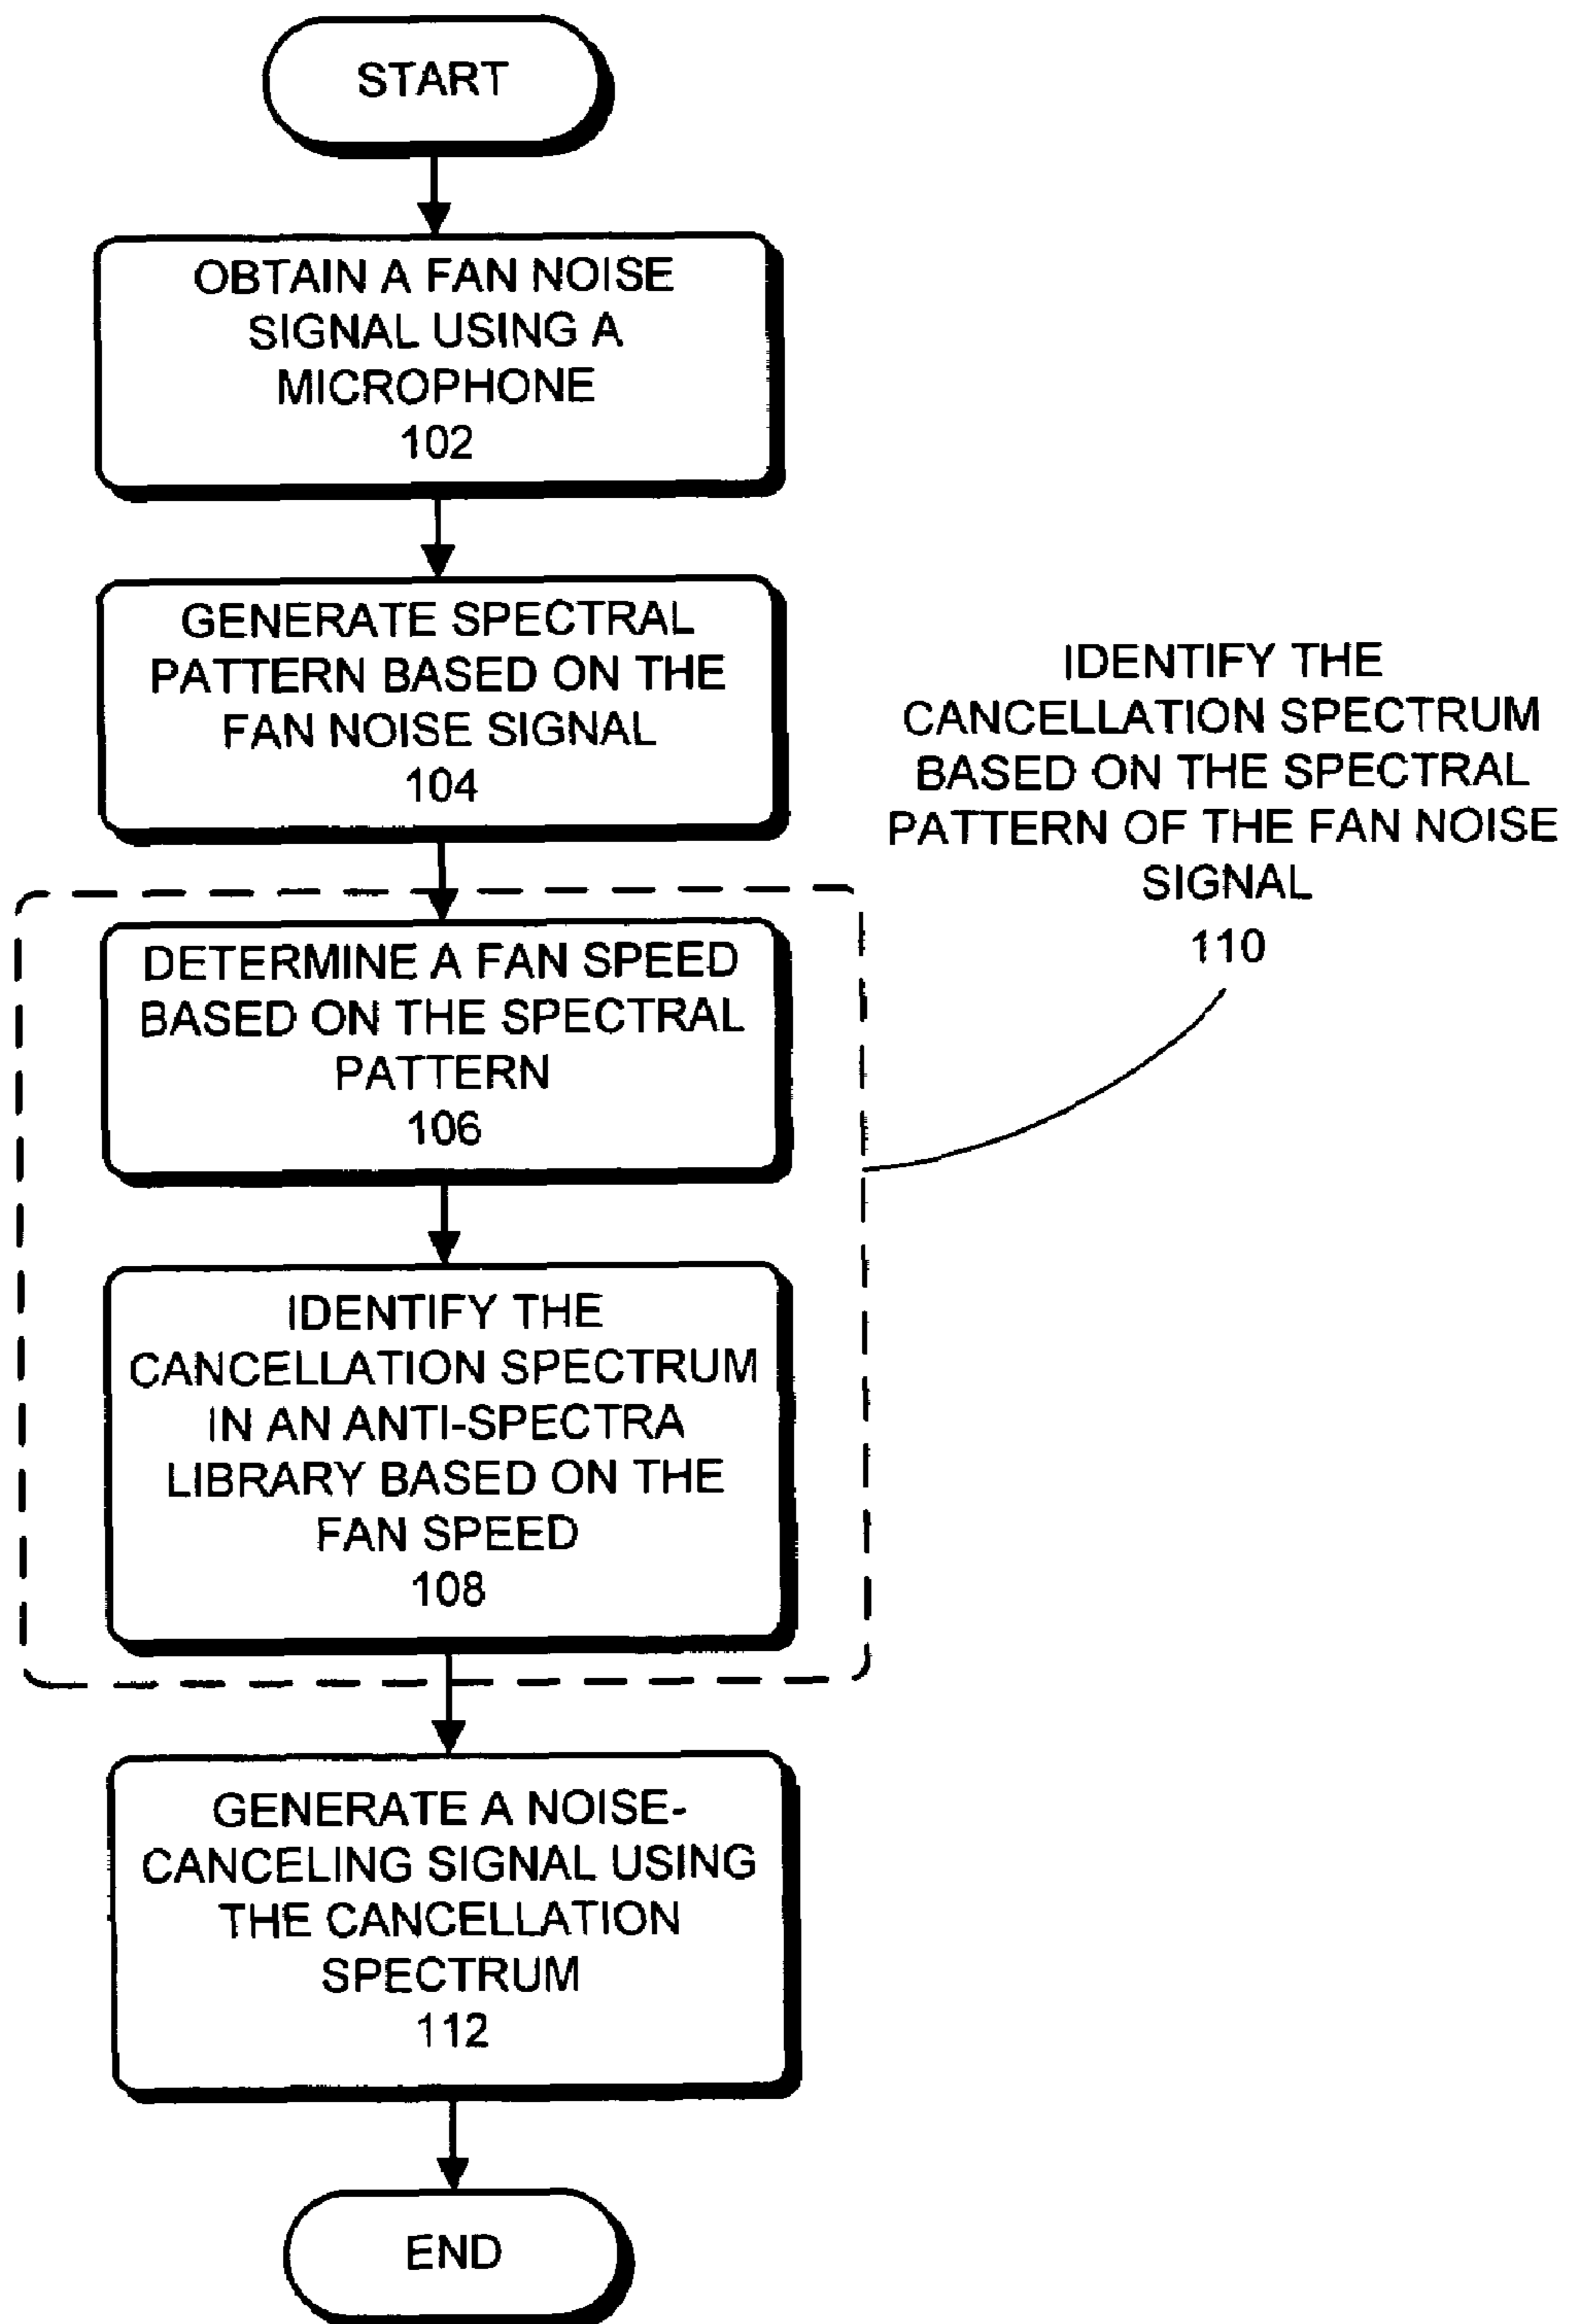 START
OBTAIN A FAN NOISE
SIGNAL USING A
MICROPHONE
102
GENERATE SPECTRAL
PATTERN BASED ON THE
FAN NOISE SIGNAL
104
IDENTIFY THE
CANCELLATION SPECTRUM
BASED ON THE SPECTRAL
PATTERN OF THE FAN NOISE
SIGNAL
110
DETERMINE A FAN SPEED
BASED ON THE SPECTRAL
PATTERN
106
IDENTIFY THE
CANCELLATION SPECTRUM
IN AN ANTI-SPECTRA
LIBRARY BASED ON THE
FAN SPEED
108
GENERATE A NOISE-
CANCELING SIGNAL USING
THE CANCELLATION
SPECTRUM
112
END